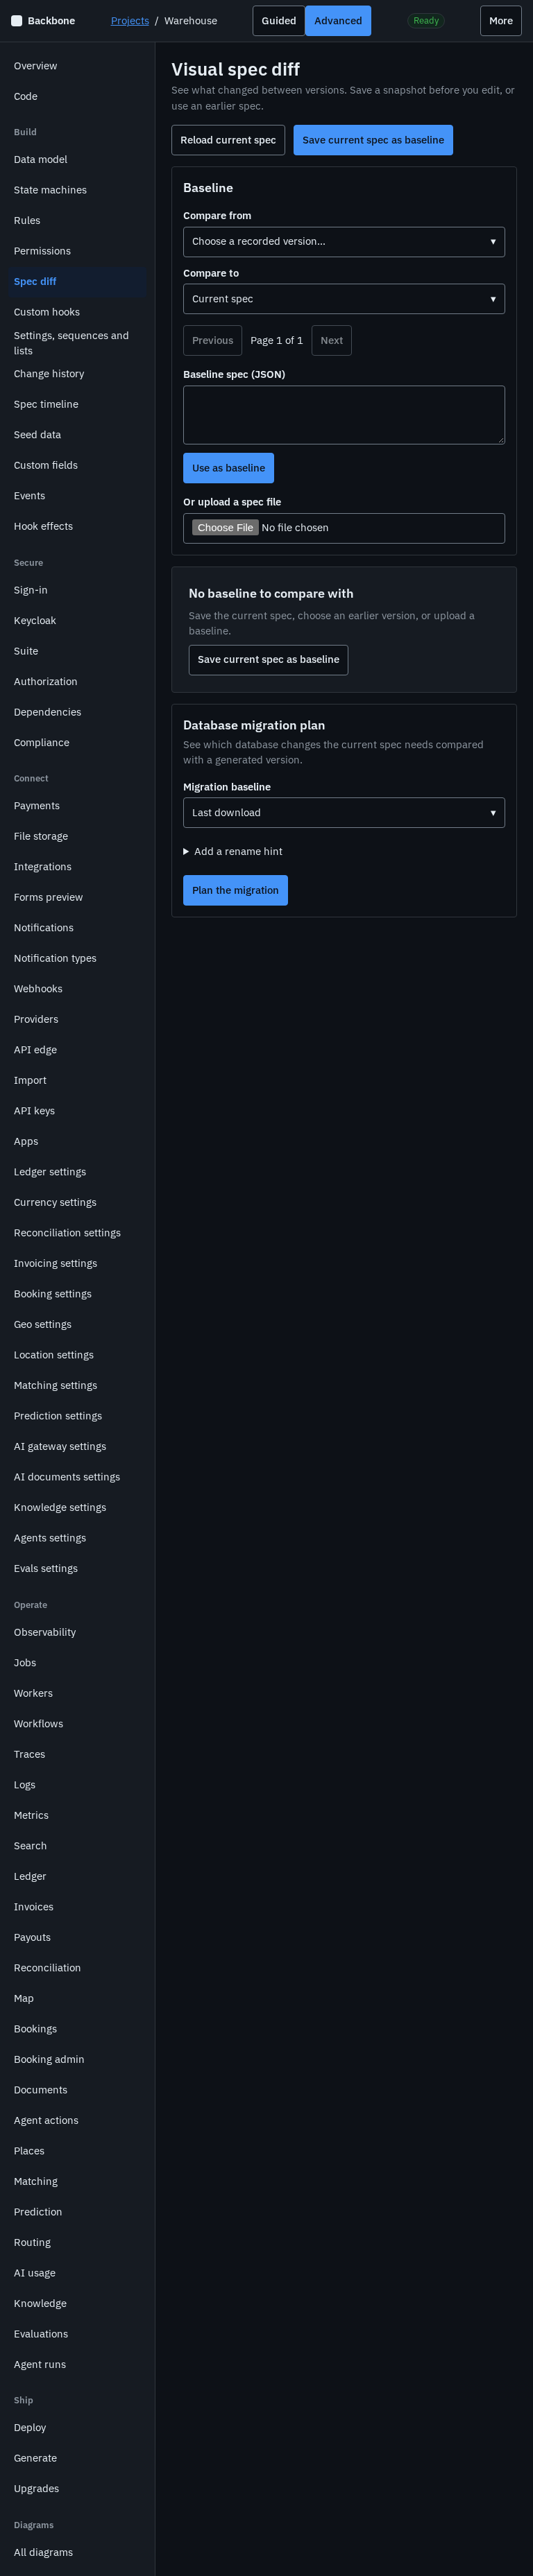 Backbone
Projects / Warehouse
Guided
Advanced
Ready
More
Overview
Code
Build
Data model
State machines
Rules
Permissions
Spec diff
Custom hooks
Settings, sequences and
lists
Change history
Spec timeline
Seed data
Custom fields
Events
Hook effects
Secure
Sign-in
Keycloak
Suite
Authorization
Dependencies
Compliance
Connect
Payments
File storage
Integrations
Forms preview
Notifications
Notification types
Webhooks
Providers
API edge
Import
API keys
Apps
Ledger settings
Currency settings
Reconciliation settings
Invoicing settings
Booking settings
Geo settings
Location settings
Matching settings
Prediction settings
AI gateway settings
AI documents settings
Knowledge settings
Agents settings
Evals settings
Operate
Observability
Jobs
Workers
Workflows
Traces
Logs
Metrics
Search
Ledger
Invoices
Payouts
Reconciliation
Map
Bookings
Booking admin
Documents
Agent actions
Places
Matching
Prediction
Routing
AI usage
Knowledge
Evaluations
Agent runs
Ship
Deploy
Generate
Upgrades
Diagrams
All diagrams
Visual spec diff
See what changed between versions. Save a snapshot before you edit, or
use an earlier spec.
Reload current spec
Save current spec as baseline
Baseline
Compare from
Choose a recorded version...
Compare to
Current spec
Previous
Page 1 of 1
Next
Baseline spec (JSON)
Use as baseline
Or upload a spec file
Choose File No file chosen
No baseline to compare with
Save the current spec, choose an earlier version, or upload a
baseline.
Save current spec as baseline
Database migration plan
See which database changes the current spec needs compared
with a generated version.
Migration baseline
Last download
Add a rename hint
Plan the migration